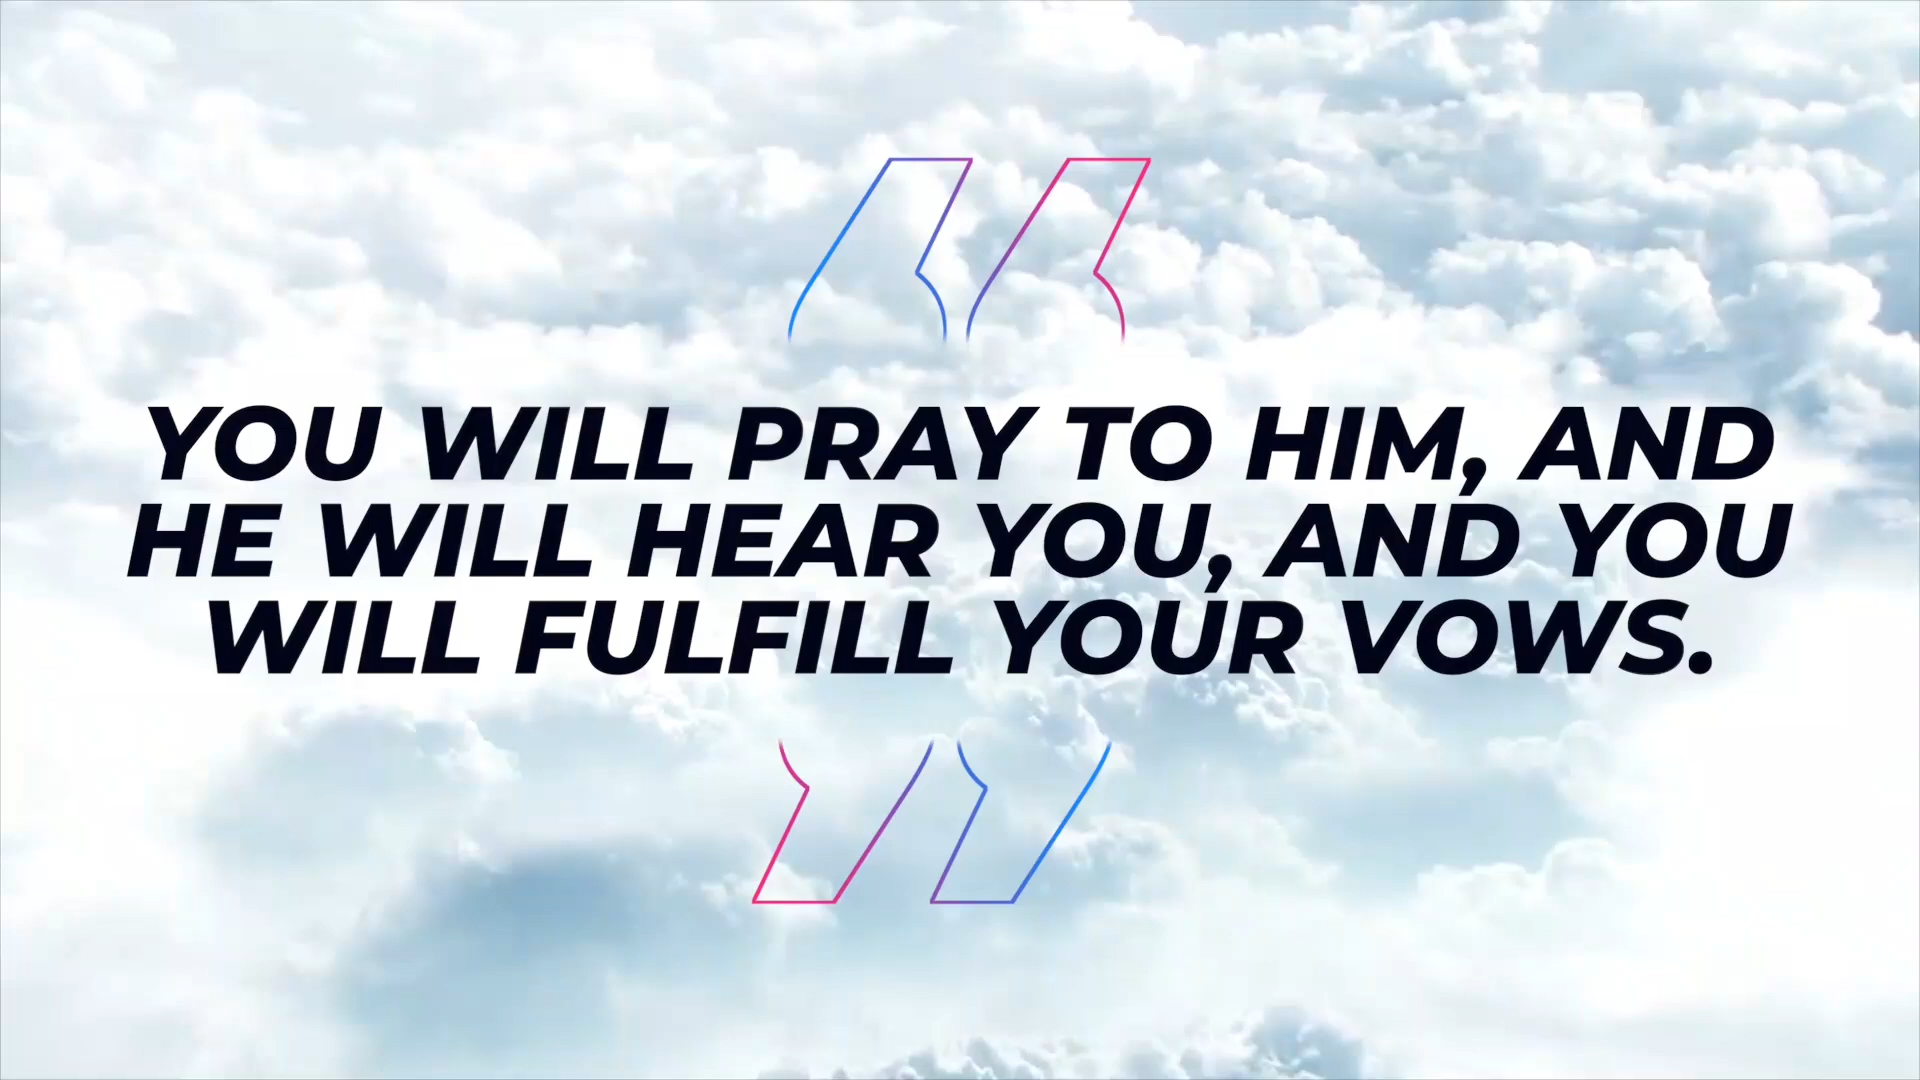 YOU WILL PRAY TO HIM, AND
HE WILL HEAR YOU, AND YOU
WILL FULFILL YOUR VOWS.